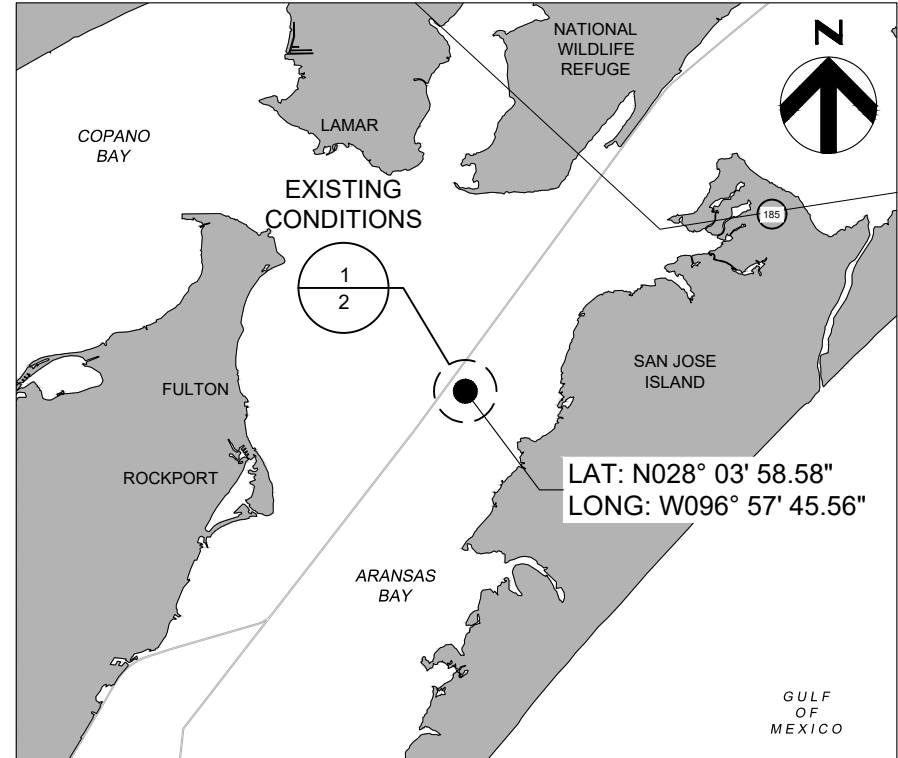 NATIONAL
WILDLIFE
REFUGE
N
LAMAR
COPANO
BAY
EXISTING
CONDITIONS
185
1
2
SAN JOSE
ISLAND
FULTON
ROCKPORT
LAT: N028° 03' 58.58"
LONG: W096° 57' 45.56"
ARANSAS
BAY
GULF
OF
MEXICO